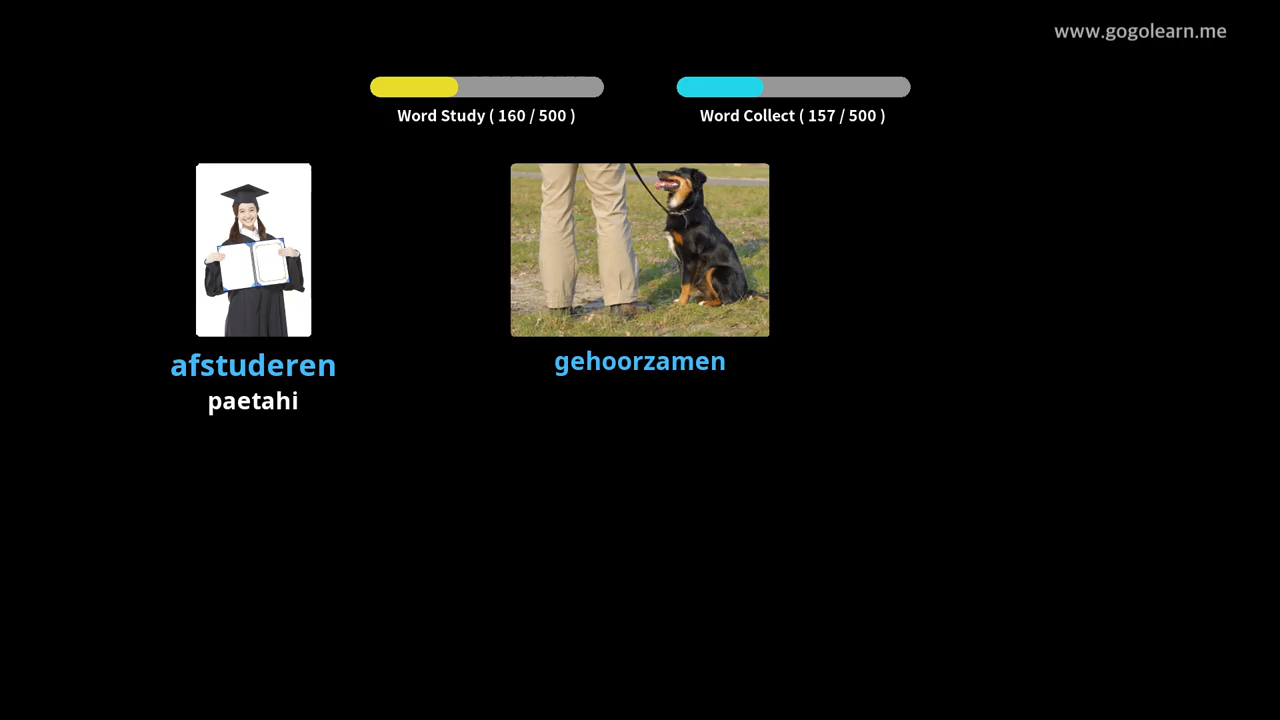 www.gogolearn.me
Word Study ( 160 / 500 )
Word Collect ( 157 / 500 )
afstuderen
paetahi
gehoorzamen